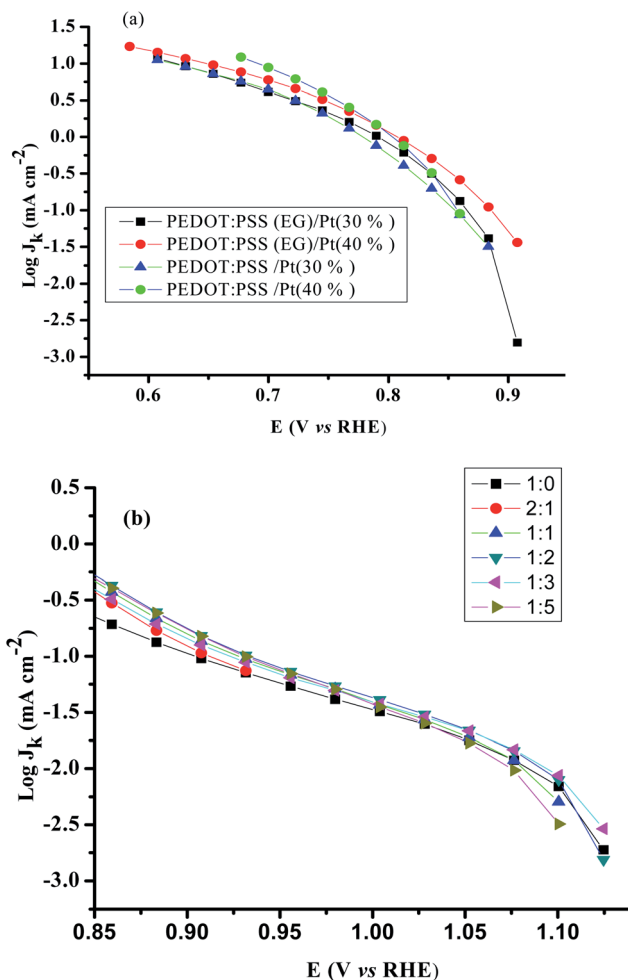 (a)
1.5
1.0
0.5
0.0
-0.5
-1.0
-1.5
-2.0
-2.5
-3.0
Log J_k (mA cm⁻²)
PEDOT:PSS (EG)/Pt(30 % )
PEDOT:PSS (EG)/Pt(40 % )
PEDOT:PSS /Pt(30 % )
PEDOT:PSS /Pt(40 % )
0.6 0.7 0.8 0.9
E (V vs RHE)
(b)
0.5
0.0
-0.5
-1.0
-1.5
-2.0
-2.5
-3.0
Log J_k (mA cm⁻²)
1:0
2:1
1:1
1:2
1:3
1:5
0.85 0.90 0.95 1.00 1.05 1.10
E (V vs RHE)